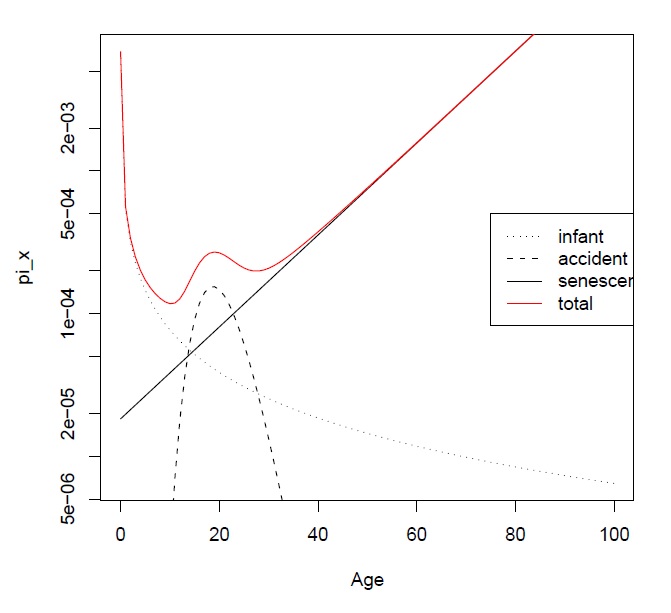 pi_x
2e−03
5e−04
1e−04
2e−05
5e−06
infant
accident
senescer
total
0 20 40 60 80 100
Age